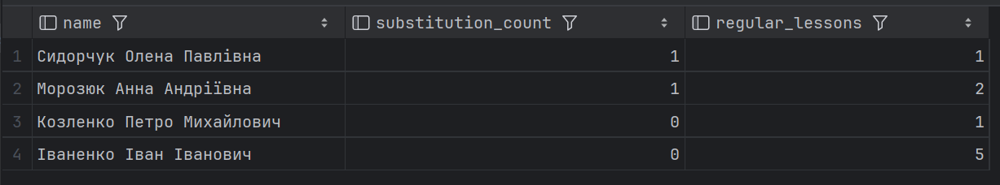 name substitution_count regular_lessons
1 Сидорчук Олена Павлівна 1 1
2 Морозюк Анна Андріївна 1 2
3 Козленко Петро Михайлович 0 1
4 Іваненко Іван Іванович 0 5